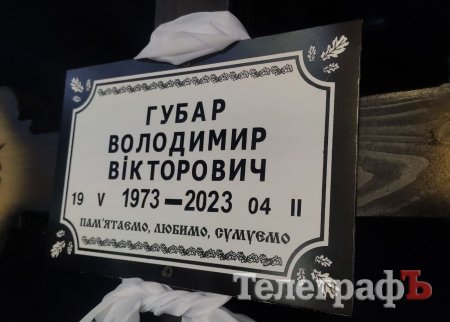 ГУБАР
ВОЛОДИМИР
ВІКТОРОВИЧ
19 V 1973—2023 04 II
ПАМ'ЯТАЄМО, ЛЮБИМО, СУМУЄМО
ТелеграфЪ